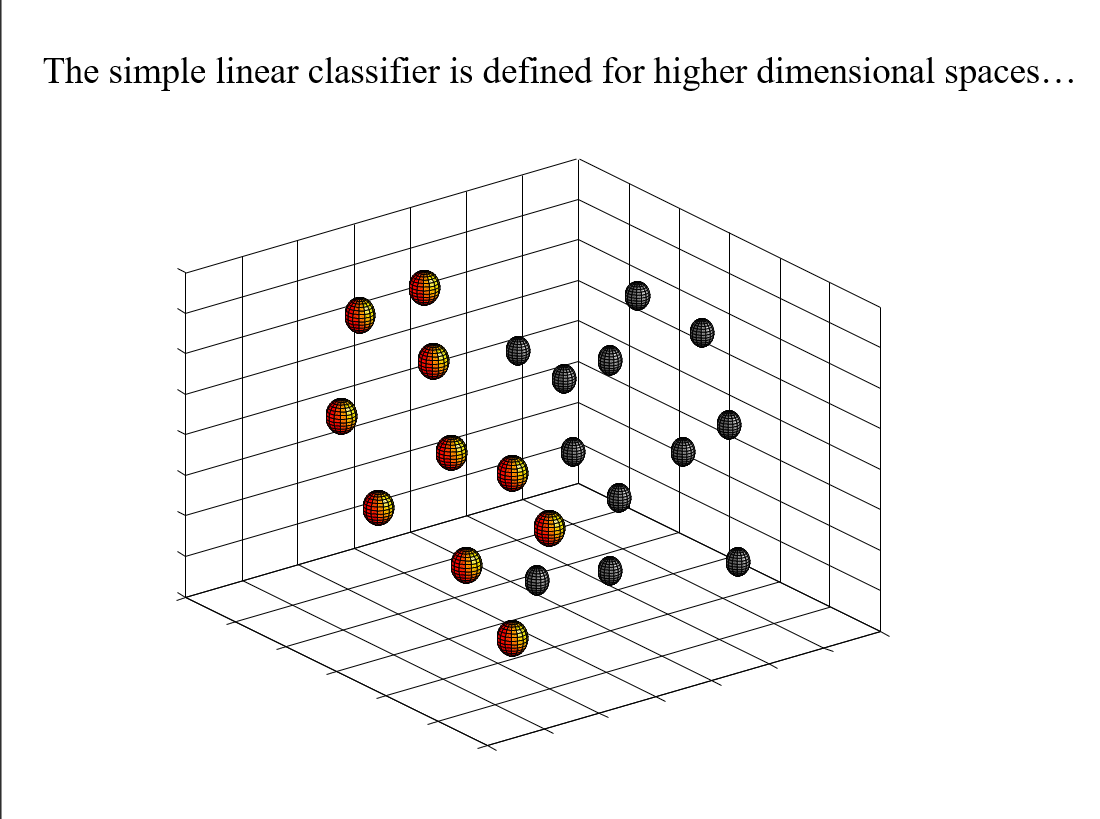 The simple linear classifier is defined for higher dimensional spaces…